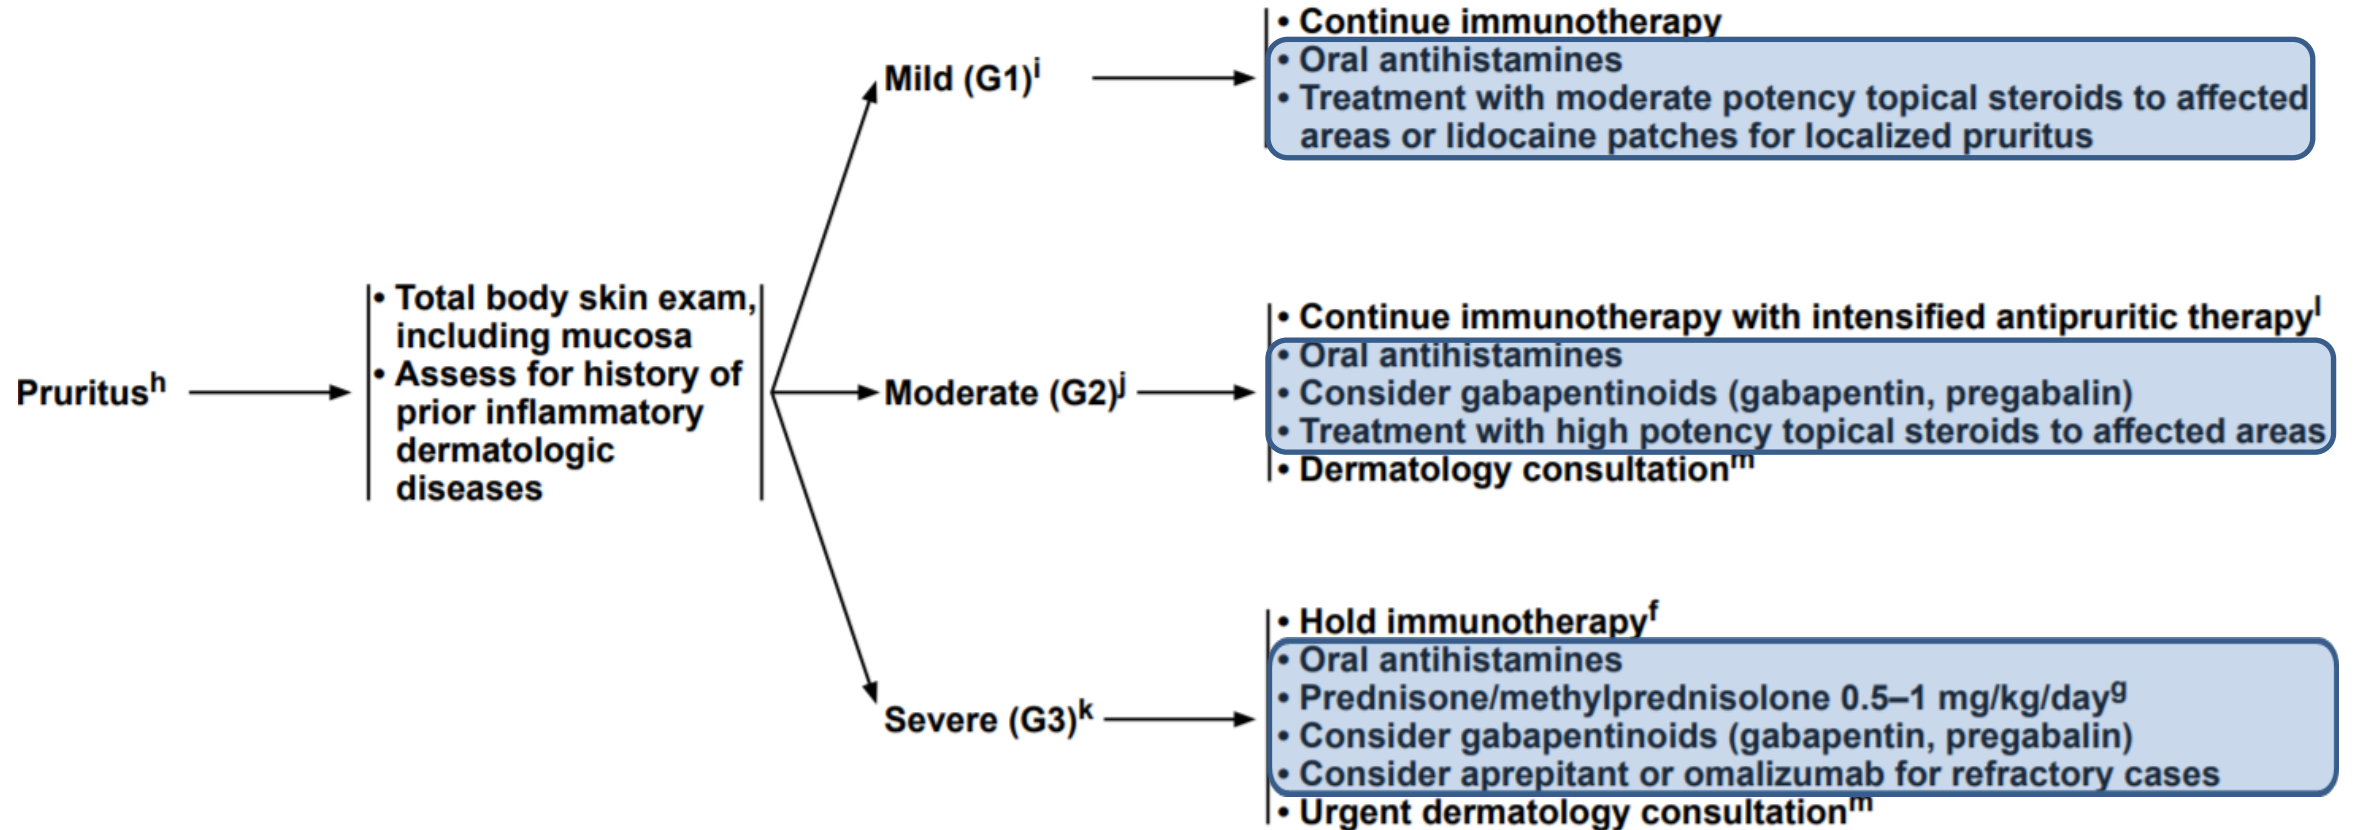 Pruritusʰ
• Total body skin exam,
including mucosa
• Assess for history of
prior inflammatory
dermatologic
diseases
Mild (G1)ⁱ
• Continue immunotherapy
• Oral antihistamines
• Treatment with moderate potency topical steroids to affected
areas or lidocaine patches for localized pruritus
Moderate (G2)ʲ
• Continue immunotherapy with intensified antipruritic therapyˡ
• Oral antihistamines
• Consider gabapentinoids (gabapentin, pregabalin)
• Treatment with high potency topical steroids to affected areas
• Dermatology consultationᵐ
Severe (G3)ᵏ
• Hold immunotherapyᶠ
• Oral antihistamines
• Prednisone/methylprednisolone 0.5–1 mg/kg/dayᵍ
• Consider gabapentinoids (gabapentin, pregabalin)
• Consider aprepitant or omalizumab for refractory cases
• Urgent dermatology consultationᵐ